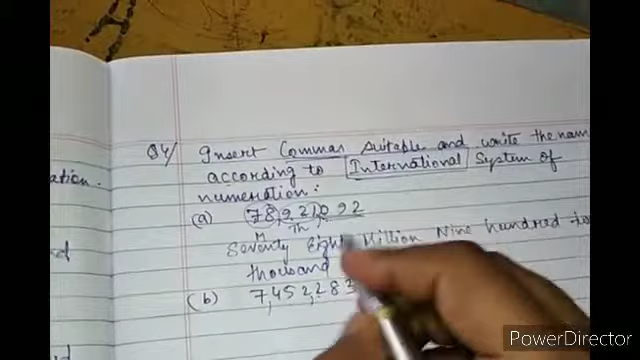 ation.
Q4/ Insert Commas suitable and write the nam
according to International System of
numeration:
(a) 78,921,092
M Th
Seventy Eight Million Nine hundred
thousand
(b) 7,452,283
PowerDirector